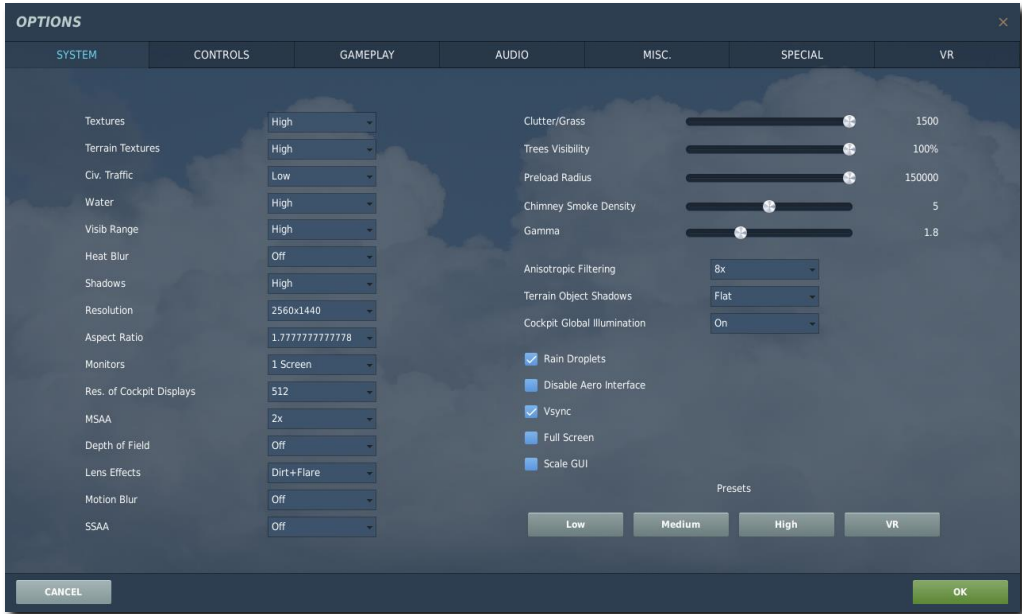 OPTIONS
SYSTEM CONTROLS GAMEPLAY AUDIO MISC. SPECIAL VR
Textures High
Terrain Textures High
Civ. Traffic Low
Water High
Visib Range High
Heat Blur Off
Shadows High
Resolution 2560x1440
Aspect Ratio 1.7777777777778
Monitors 1 Screen
Res. of Cockpit Displays 512
MSAA 2x
Depth of Field Off
Lens Effects Dirt+Flare
Motion Blur Off
SSAA Off
Clutter/Grass 1500
Trees Visibility 100%
Preload Radius 150000
Chimney Smoke Density 5
Gamma 1.8
Anisotropic Filtering 8x
Terrain Object Shadows Flat
Cockpit Global Illumination On
Rain Droplets
Disable Aero Interface
Vsync
Full Screen
Scale GUI
Presets
Low Medium High VR
CANCEL OK